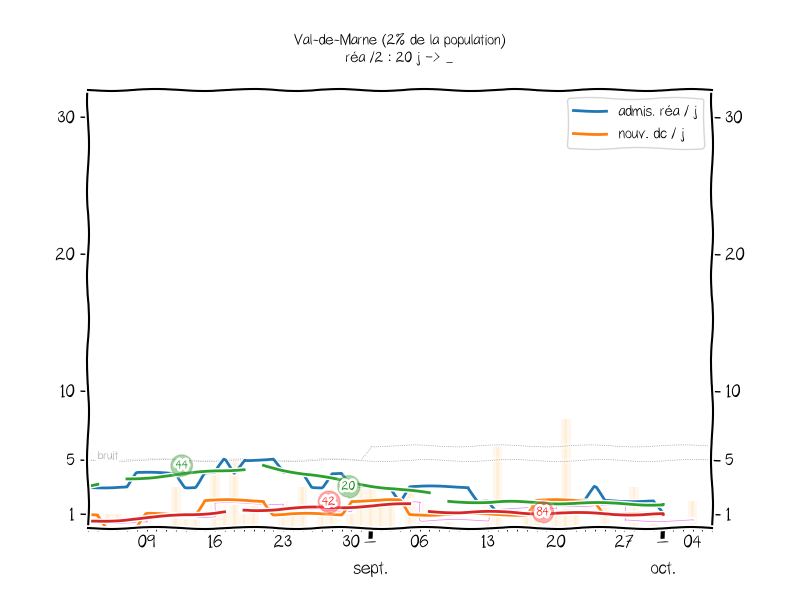 Val-de-Marne (2% de la population)
réa /2 : 20 j -> _
admis. réa / j
nouv. dc / j
30
30
20
20
10
10
bruit
5
5
44
20
42
84
1
1
09 16 23 30 06 13 20 27 04
sept. oct.